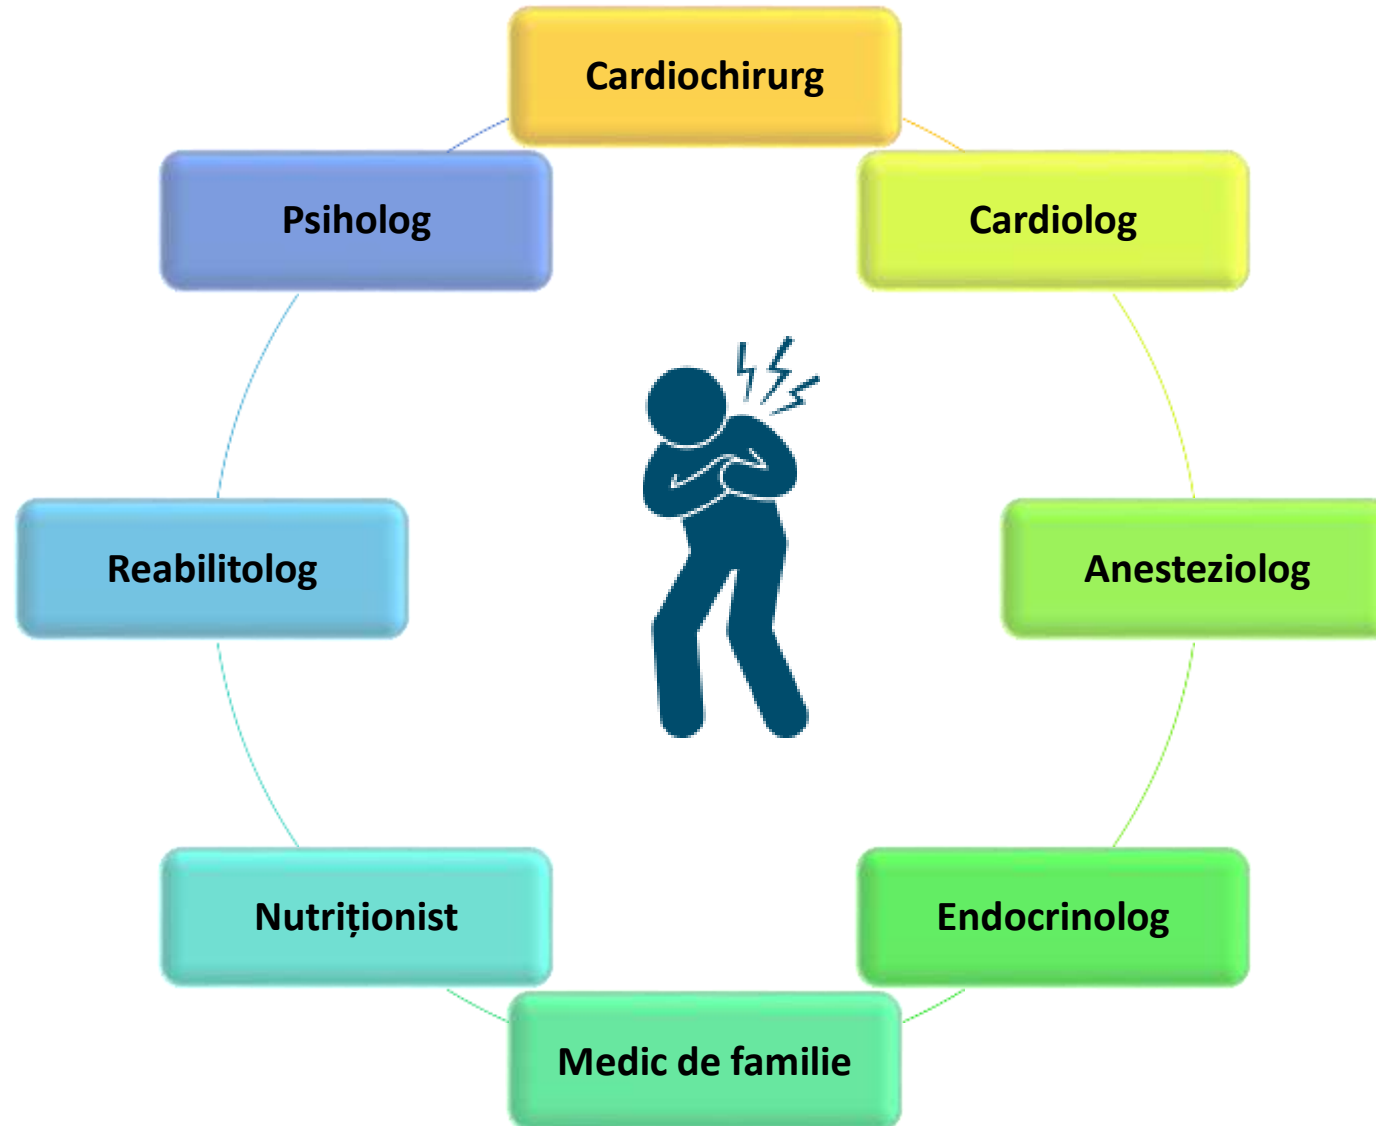 Cardiochirurg
Psiholog
Cardiolog
Reabilitolog
Anesteziolog
Nutriționist
Endocrinolog
Medic de familie